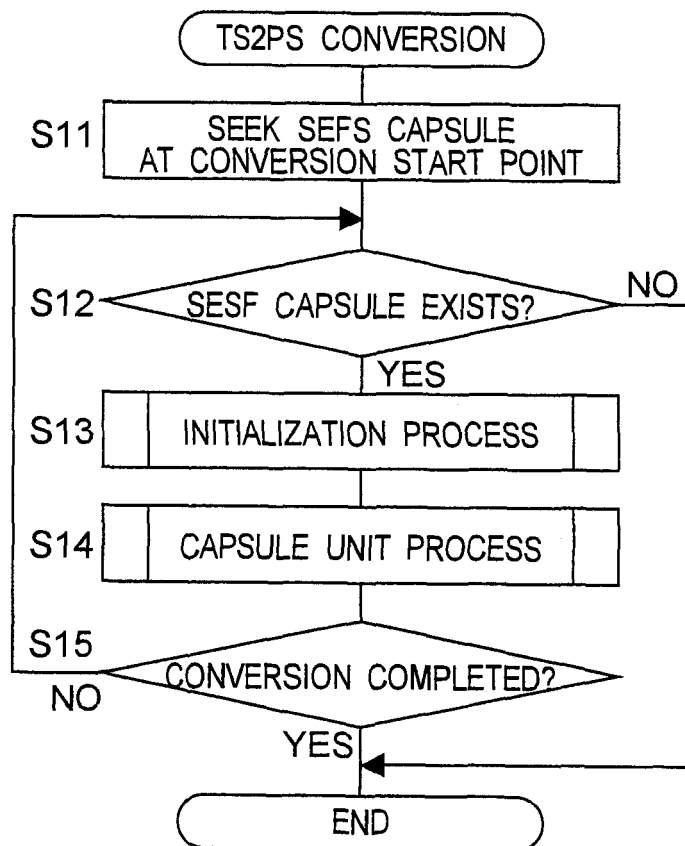 TS2PS CONVERSION
S11
SEEK SEFS CAPSULE
AT CONVERSION START POINT
S12
SESF CAPSULE EXISTS?
NO
YES
S13
INITIALIZATION PROCESS
S14
CAPSULE UNIT PROCESS
S15
CONVERSION COMPLETED?
NO
YES
END